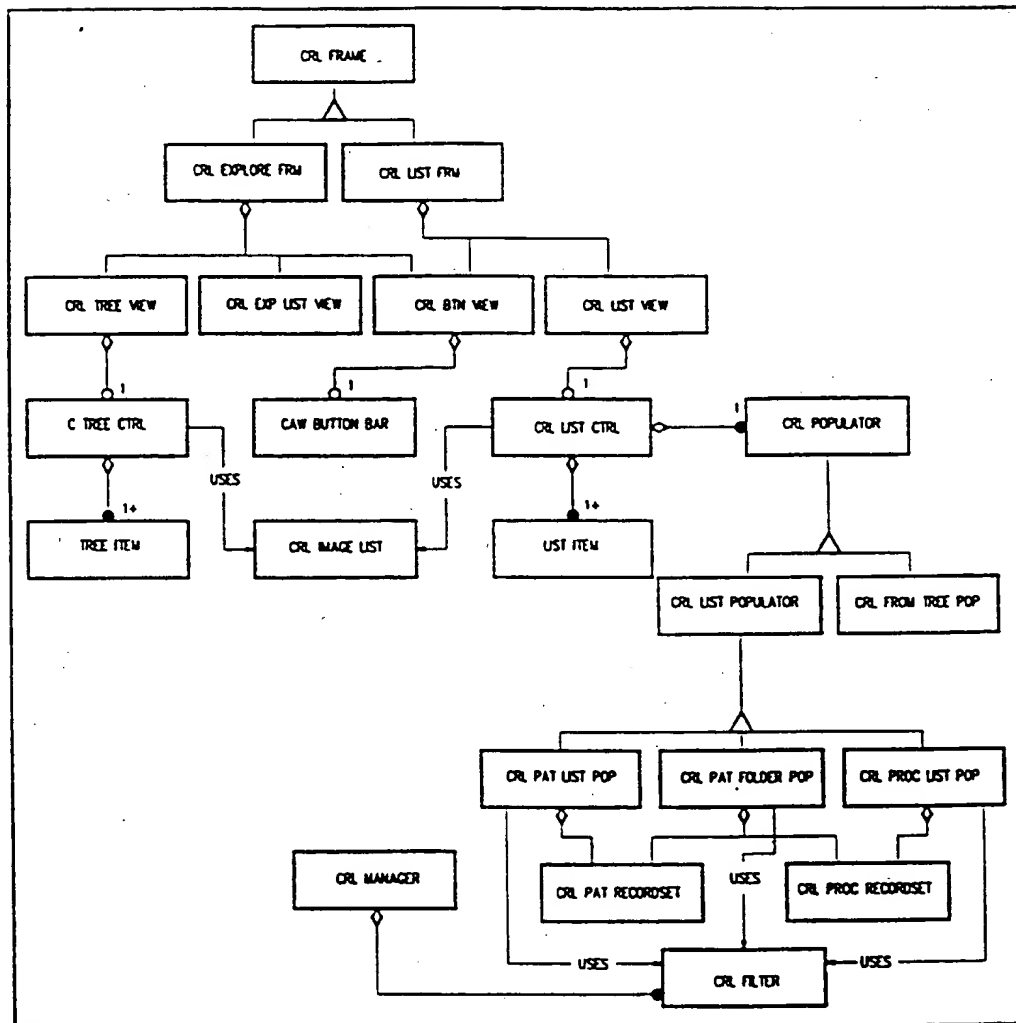 CRL FRAME
CRL EXPLORE FRM
CRL LIST FRM
CRL TREE VIEW
CRL EXP LIST VIEW
CRL BTN VIEW
CRL LIST VIEW
1
1
1
1
C TREE CTRL
CAW BUTTON BAR
CRL LIST CTRL
CRL POPULATOR
USES
USES
1+
1+
TREE ITEM
CRL IMAGE LIST
LIST ITEM
CRL LIST POPULATOR
CRL FROM TREE POP
CRL PAT LIST POP
CRL PAT FOLDER POP
CRL PROC LIST POP
CRL MANAGER
CRL PAT RECORDSET
USES
CRL PROC RECORDSET
USES
USES
CRL FILTER